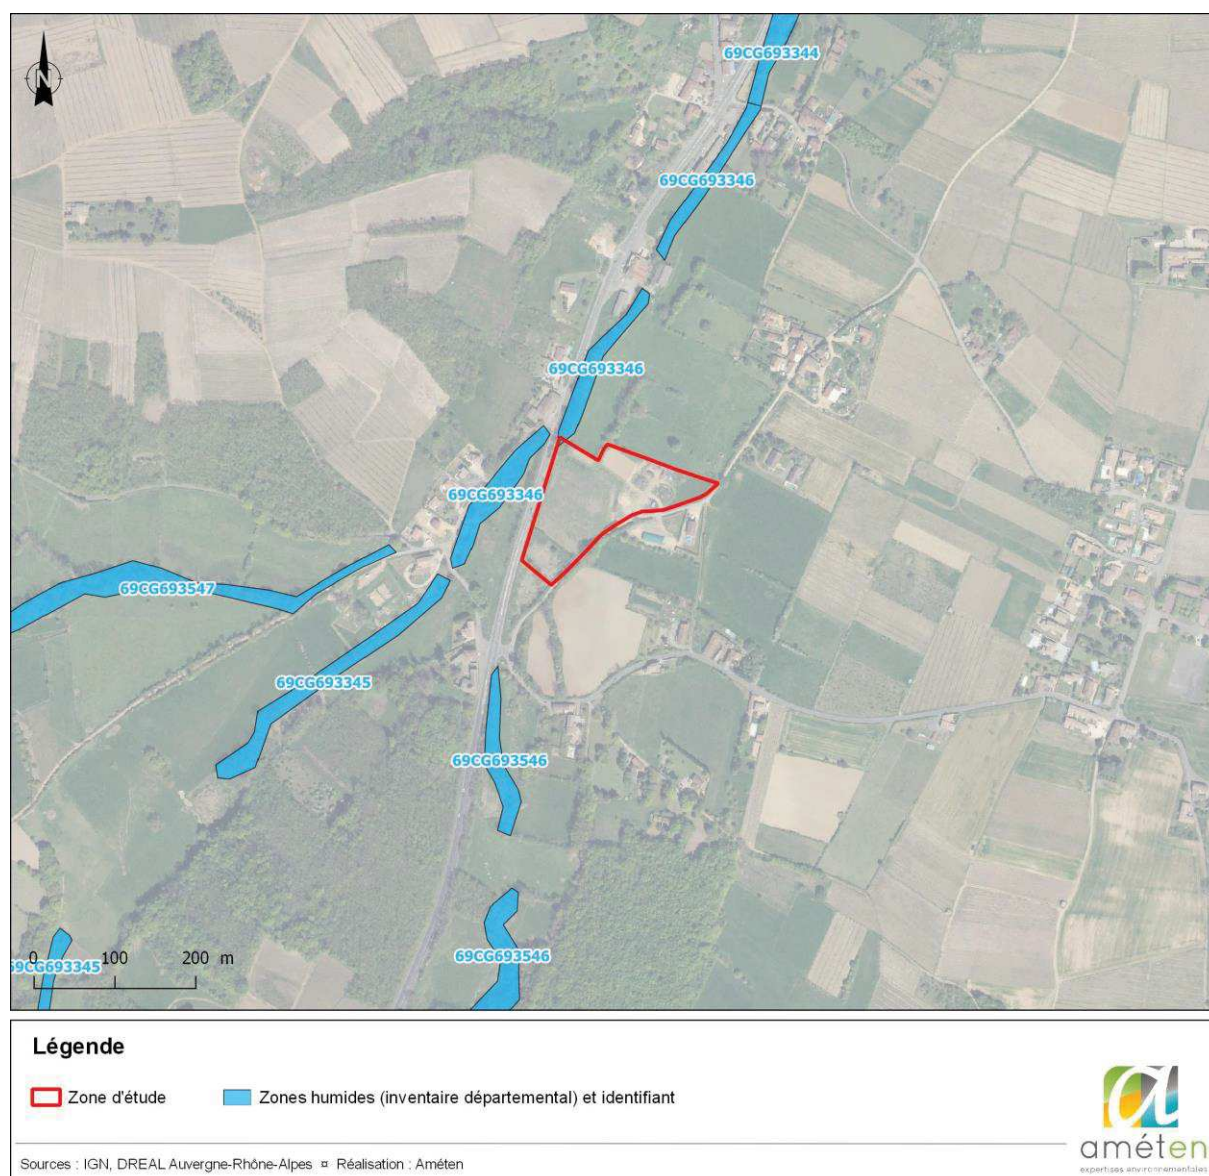 N
69CG693344
69CG693346
69CG693346
69CG693346
69CG693547
69CG693345
69CG693546
69CG693546
69CG693345
0 100 200 m
Légende
Zone d'étude
Zones humides (inventaire départemental) et identifiant
Sources : IGN, DREAL Auvergne-Rhône-Alpes ¤ Réalisation : Améten
améten
expertises environnementales